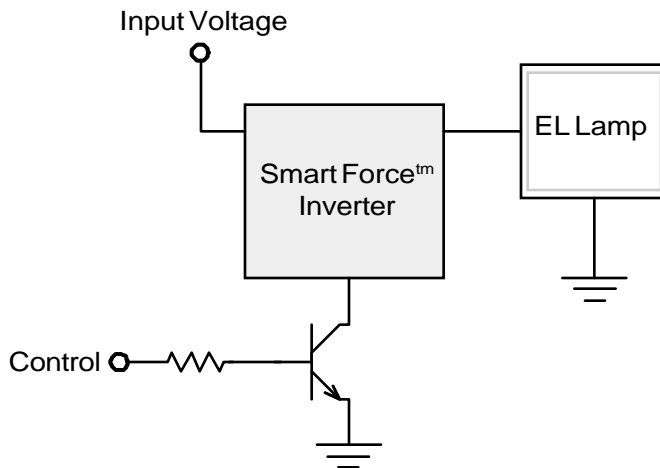 Input Voltage
EL Lamp
Smart Force™
Inverter
Control